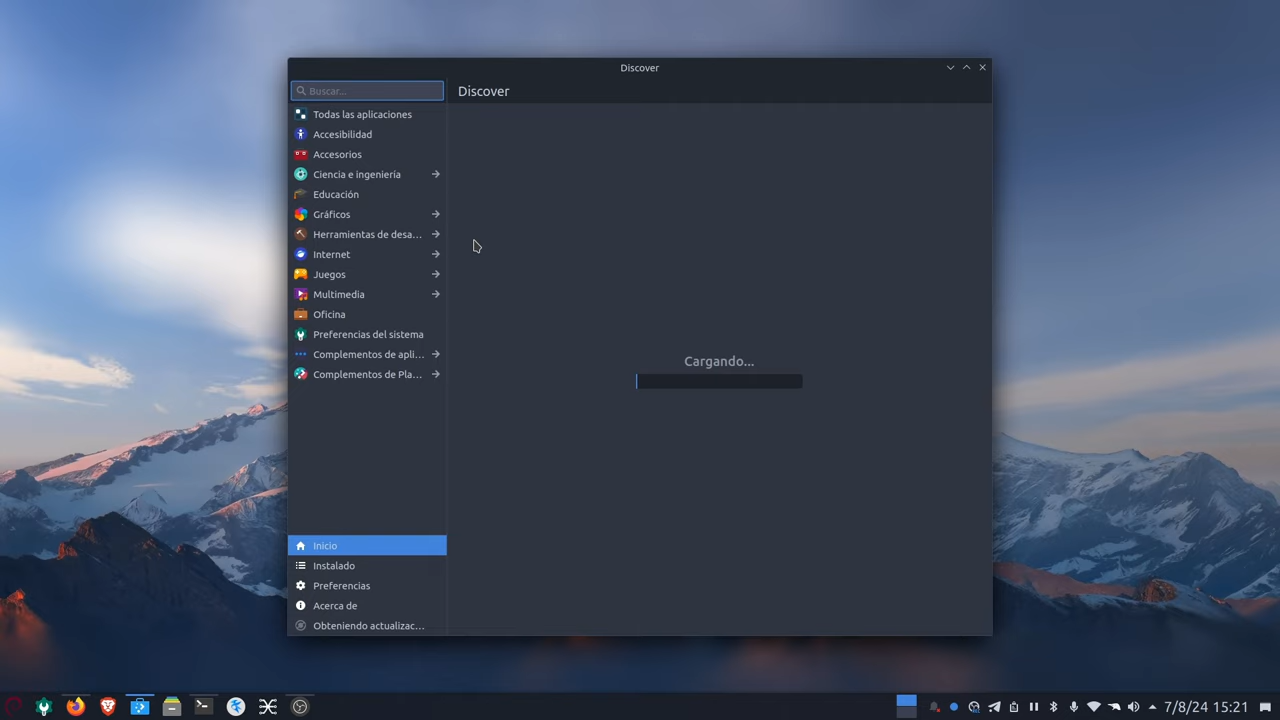 Discover
Buscar...
Discover
Todas las aplicaciones
Accesibilidad
Accesorios
Ciencia e ingeniería
Educación
Gráficos
Herramientas de desa...
Internet
Juegos
Multimedia
Oficina
Preferencias del sistema
Complementos de apli...
Complementos de Pla...
Cargando...
Inicio
Instalado
Preferencias
Acerca de
Obteniendo actualizac...
7/8/24 15:21